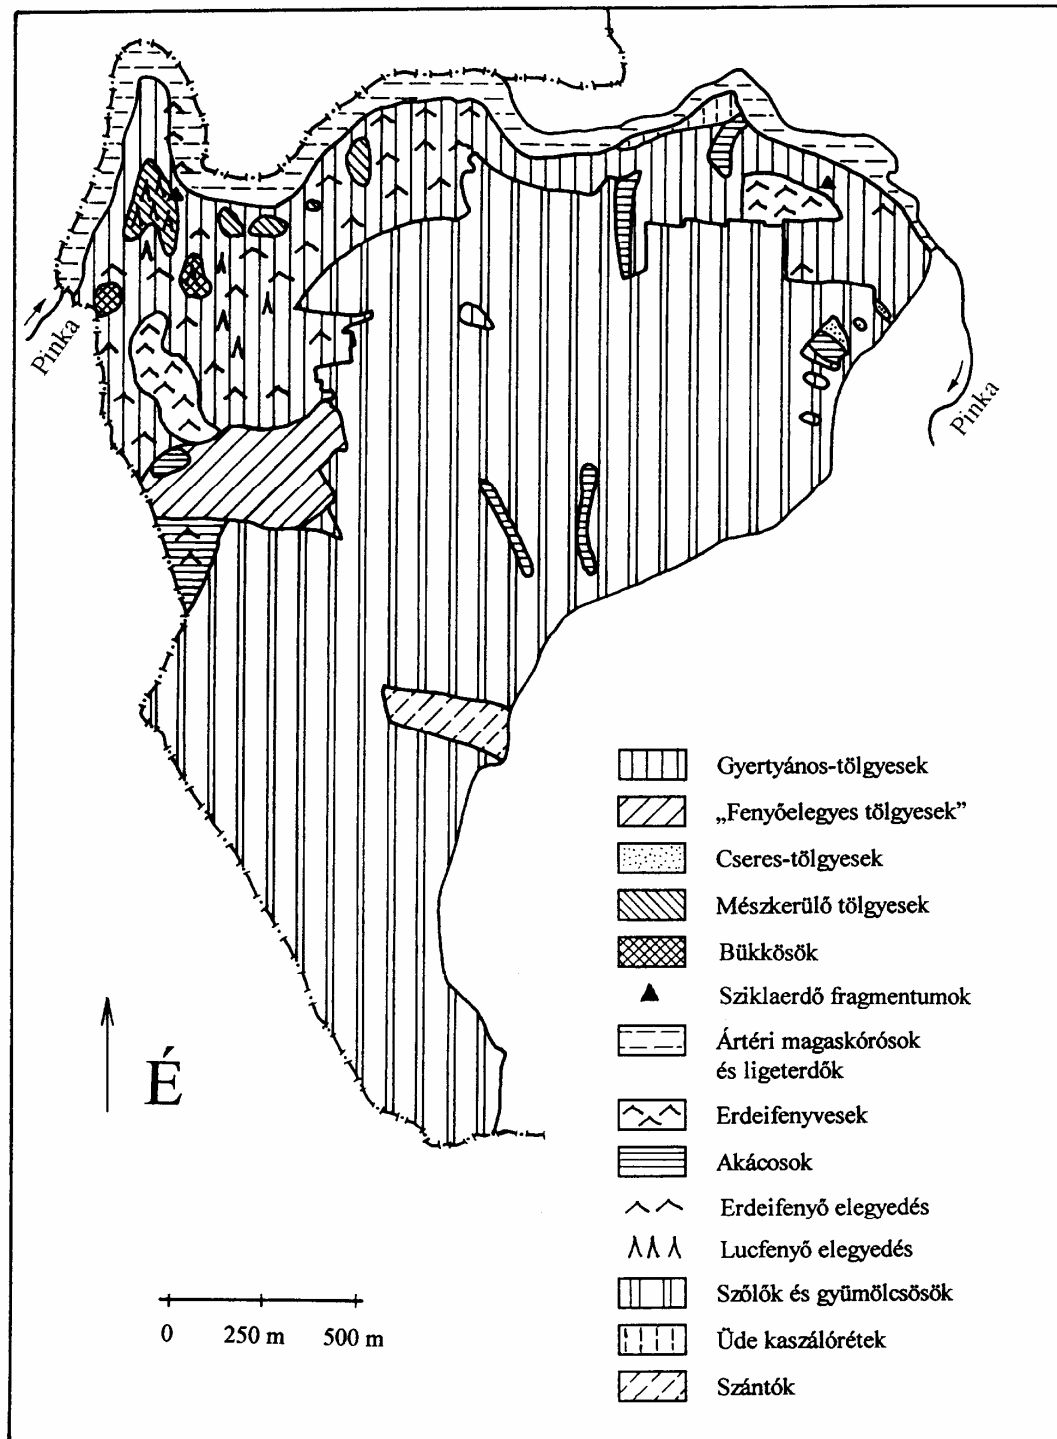 Pinka
Pinka
Gyertyános-tölgyesek
„Fenyőelegyes tölgyesek”
Cseres-tölgyesek
Mészkerülő tölgyesek
Bükkösök
Sziklaerdő fragmentumok
Ártéri magaskórósok
és ligeterdők
Erdeifenyvesek
Akácosok
Erdeifenyő elegyedés
Lucfenyő elegyedés
Szőlők és gyümölcsösök
Üde kaszálórétek
Szántók
É
0 250 m 500 m